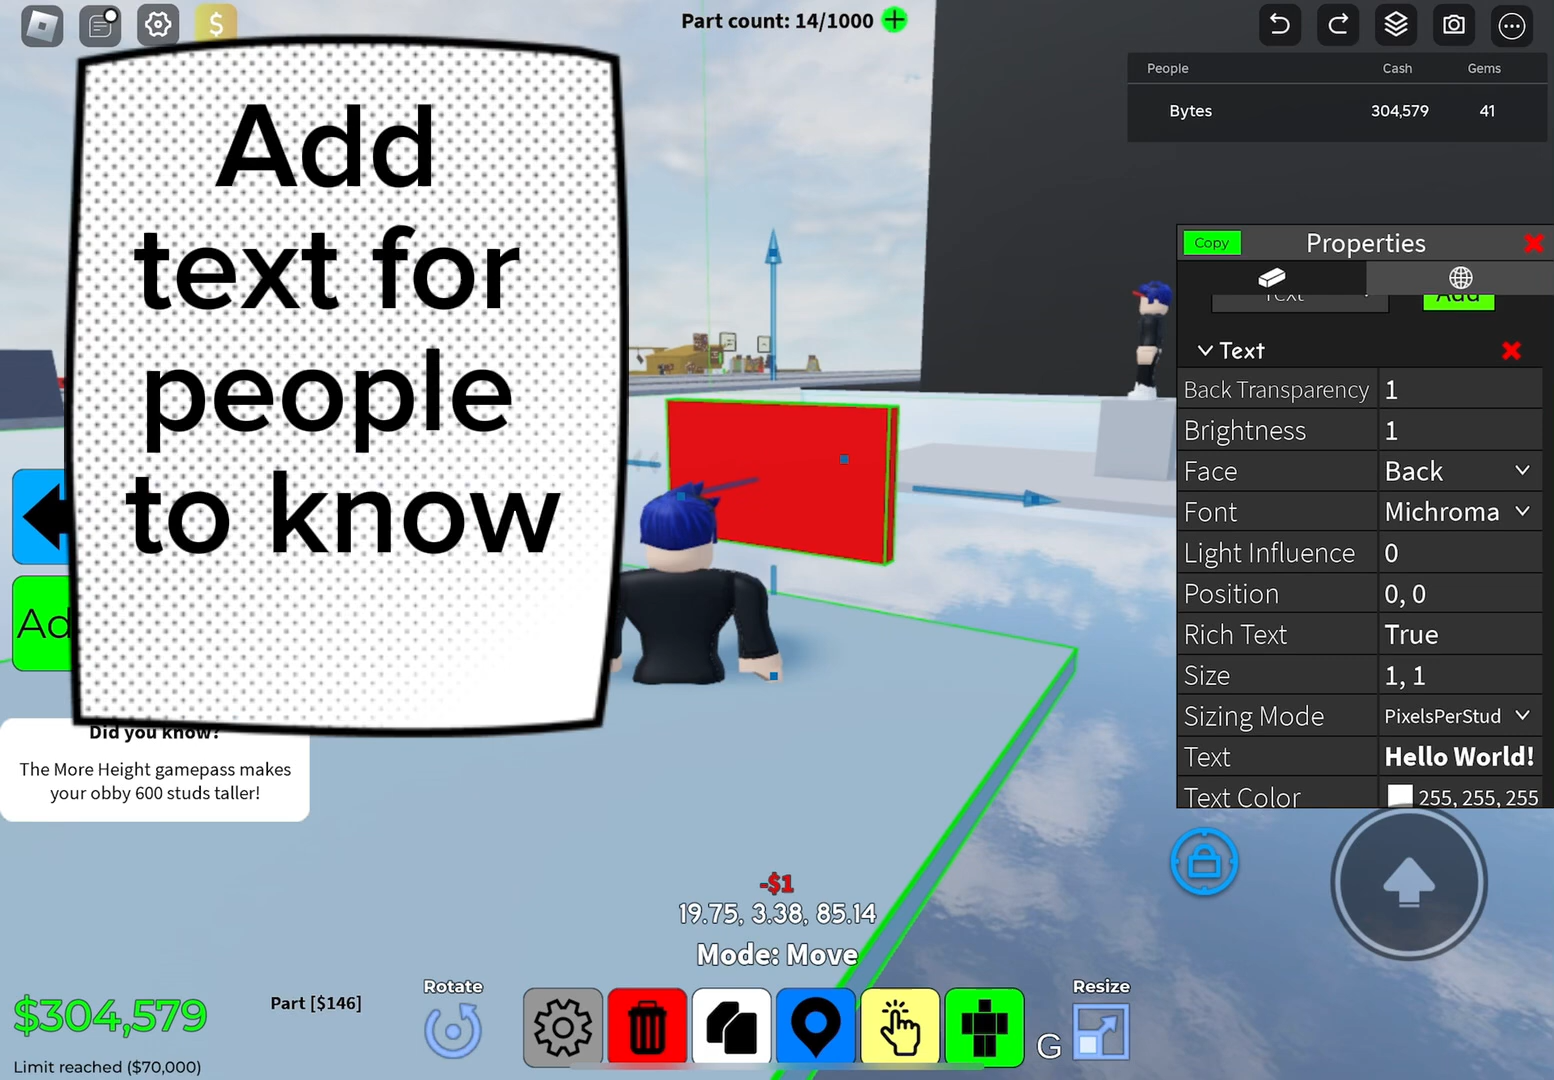 Part count: 14/1000
$
People Cash Gems
Bytes 304,579 41
Add
text for
people
to know
Copy Properties
Text Add
Text
Back Transparency 1
Brightness 1
Face Back
Font Michroma
Light Influence 0
Position 0, 0
Rich Text True
Size 1, 1
Sizing Mode PixelsPerStud
Text Hello World!
Text Color 255, 255, 255
Ad
Did you know?
The More Height gamepass makes
your obby 600 studs taller!
-$1
19.75, 3.38, 85.14
Mode: Move
$304,579
Part [$146]
Rotate
G
Resize
Limit reached ($70,000)